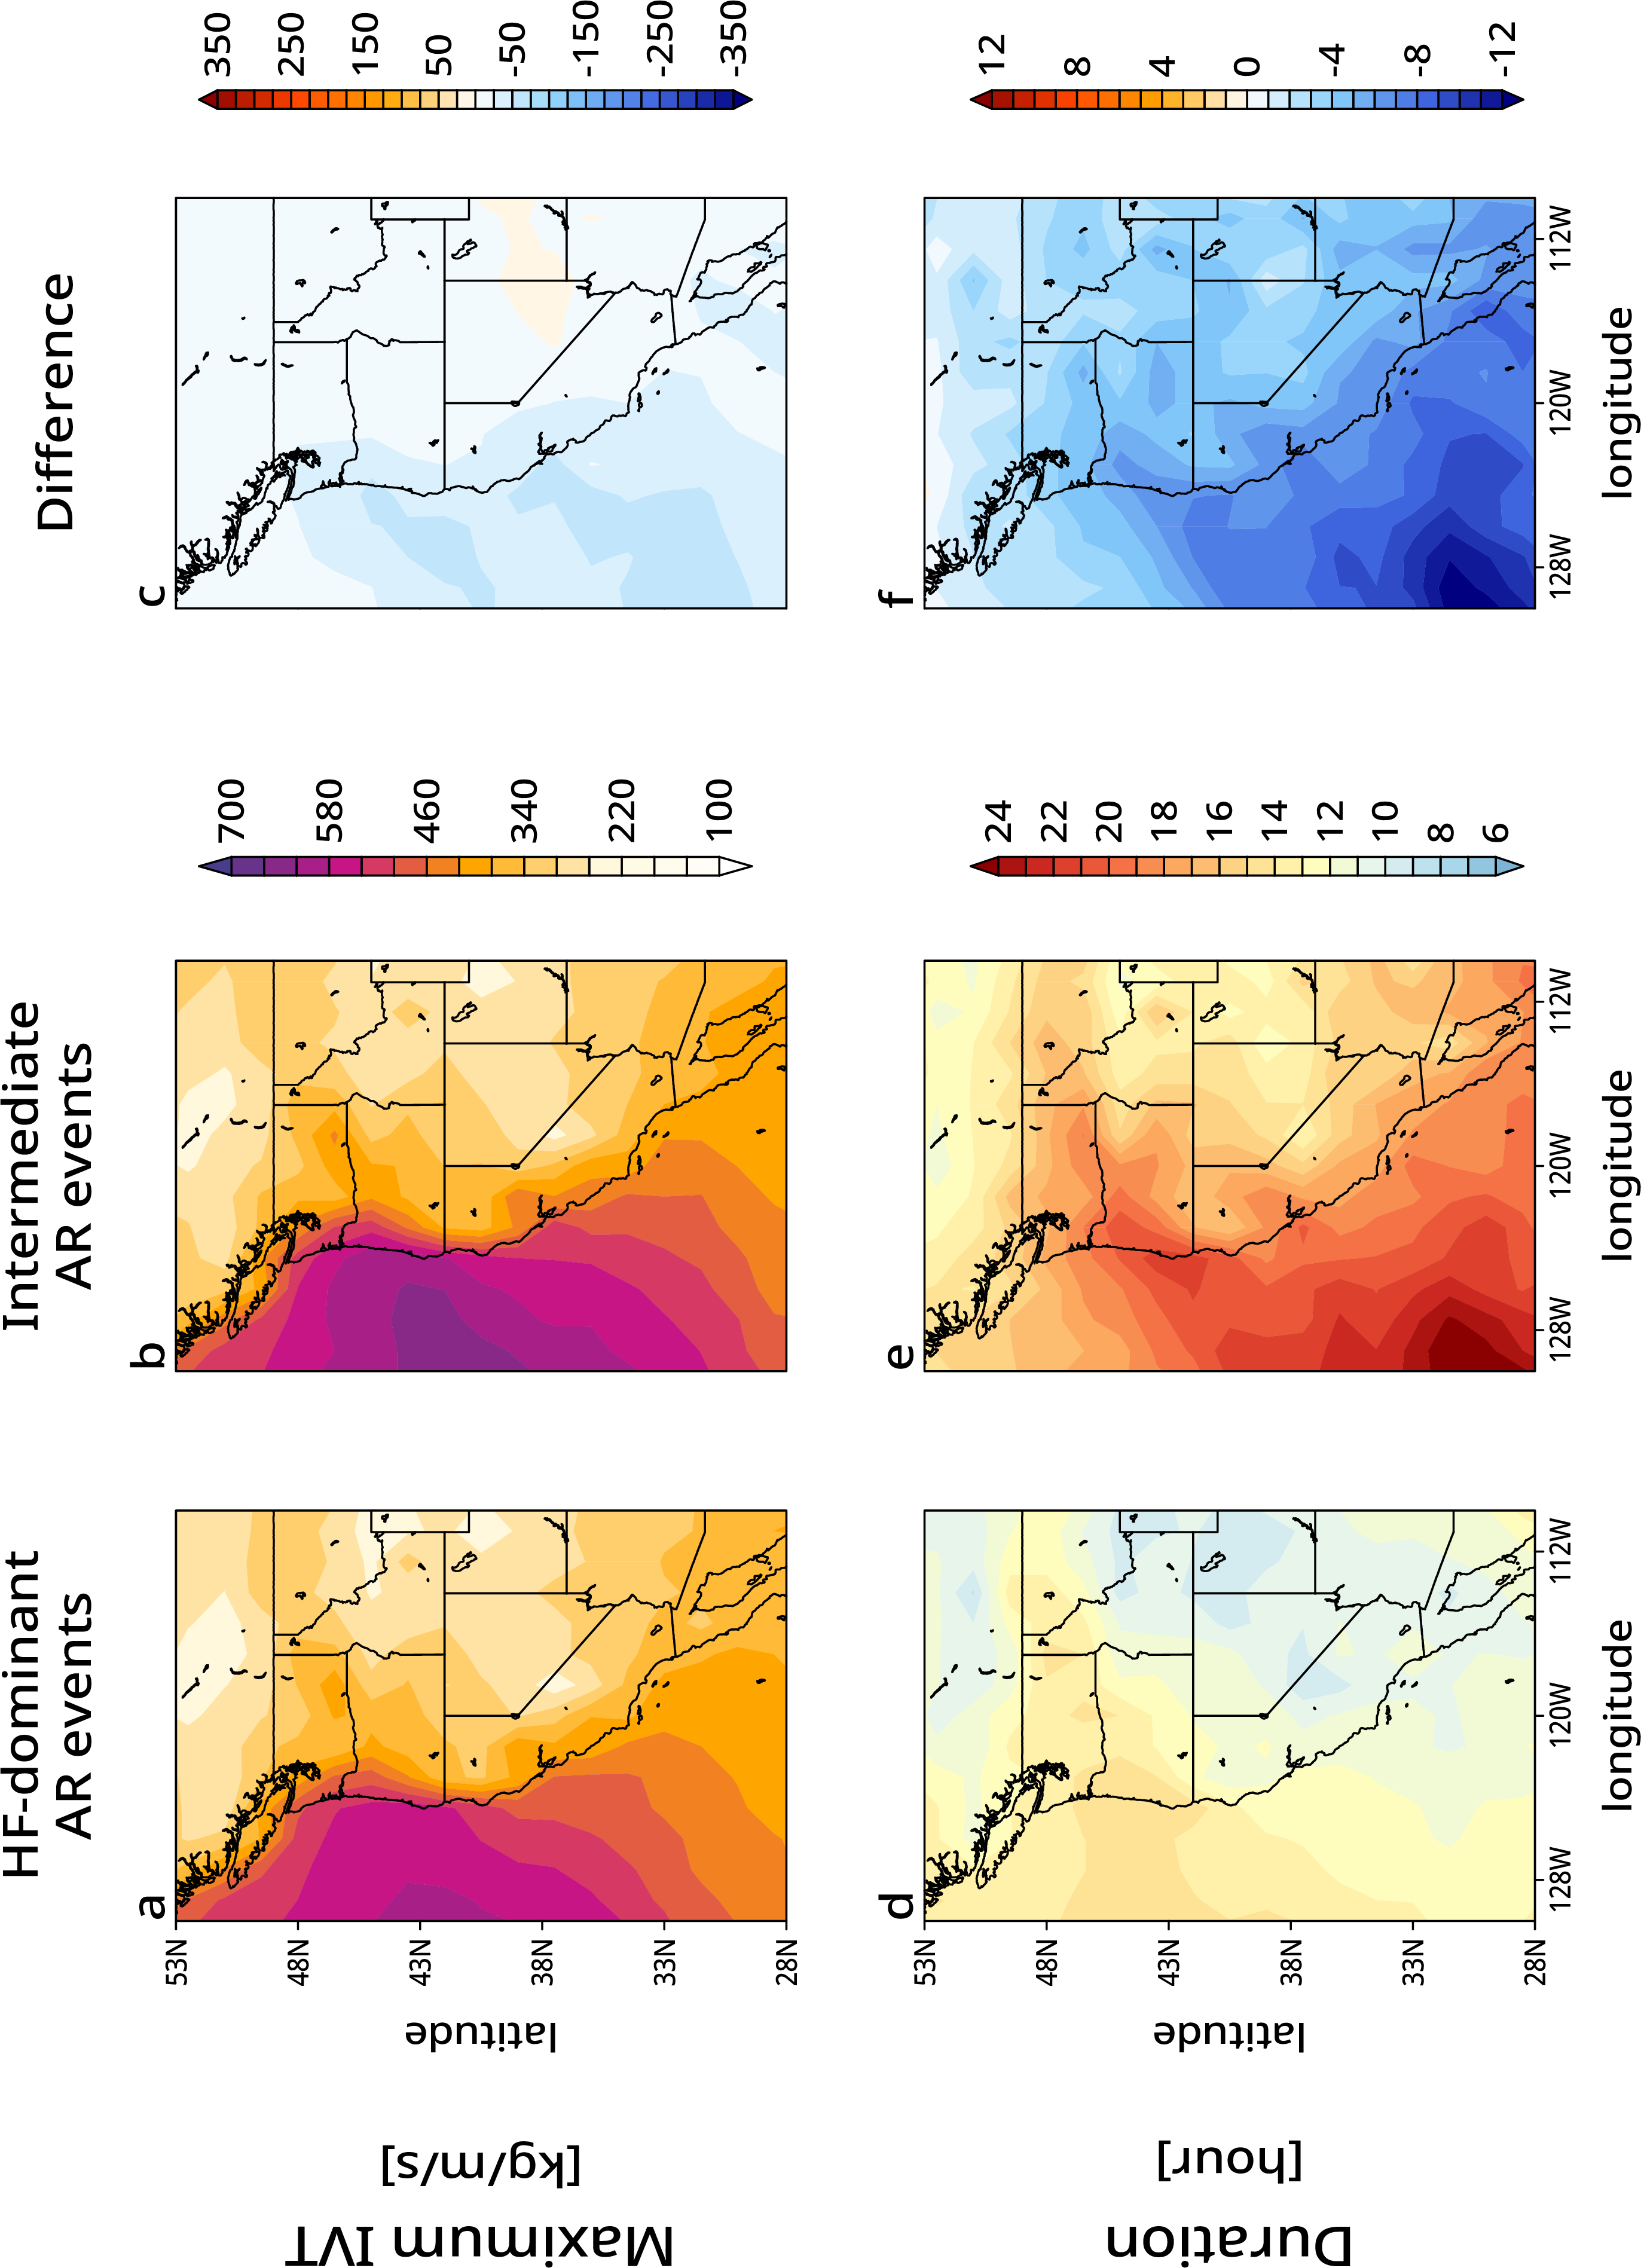 HF-dominant
AR events
Intermediate
AR events
Difference
Maximum IVT
[kg/m/s]
latitude
53N
48N
43N
38N
33N
28N
a
b
700
580
460
340
220
100
c
350
250
150
50
-50
-150
-250
-350
Duration
[hour]
latitude
53N
48N
43N
38N
33N
28N
d
128W
120W
112W
longitude
e
128W
120W
112W
longitude
24
22
20
18
16
14
12
10
8
6
f
128W
120W
112W
longitude
12
8
4
0
-4
-8
-12